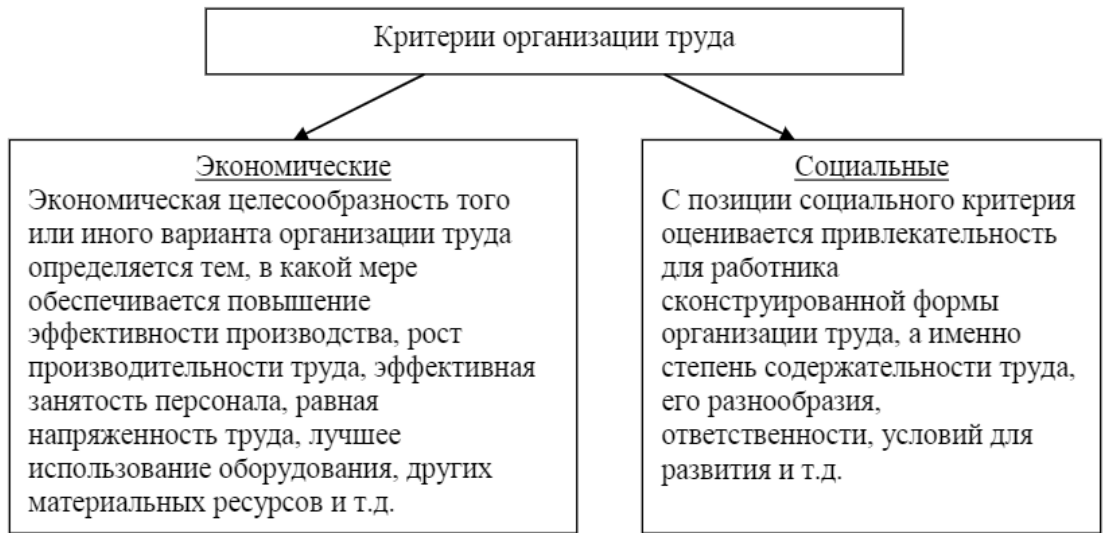 Критерии организации труда
Экономические
Экономическая целесообразность того
или иного варианта организации труда
определяется тем, в какой мере
обеспечивается повышение
эффективности производства, рост
производительности труда, эффективная
занятость персонала, равная
напряженность труда, лучшее
использование оборудования, других
материальных ресурсов и т.д.
Социальные
С позиции социального критерия
оценивается привлекательность
для работника
сконструированной формы
организации труда, а именно
степень содержательности труда,
его разнообразия,
ответственности, условий для
развития и т.д.